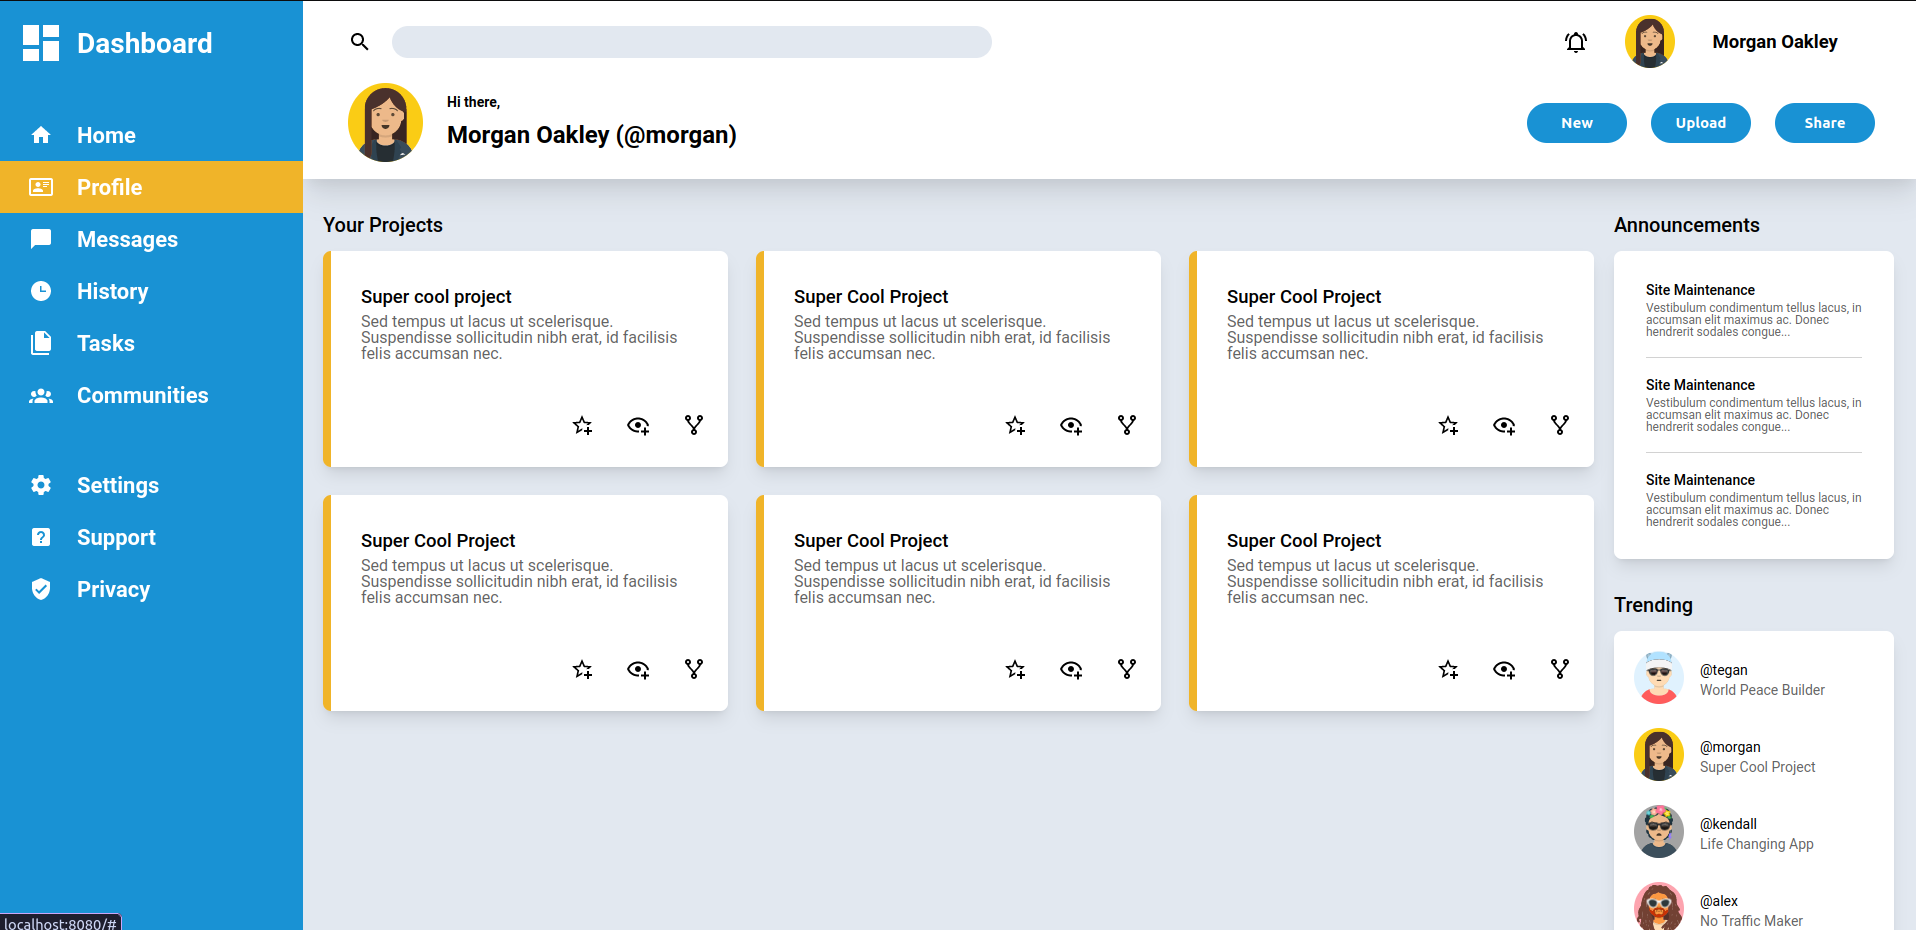 Dashboard
Home
Profile
Messages
History
Tasks
Communities
Settings
Support
Privacy
localhost:8080/#
Morgan Oakley
Hi there,
Morgan Oakley (@morgan)
New
Upload
Share
Your Projects
Super cool project
Sed tempus ut lacus ut scelerisque.
Suspendisse sollicitudin nibh erat, id facilisis
felis accumsan nec.
Super Cool Project
Sed tempus ut lacus ut scelerisque.
Suspendisse sollicitudin nibh erat, id facilisis
felis accumsan nec.
Super Cool Project
Sed tempus ut lacus ut scelerisque.
Suspendisse sollicitudin nibh erat, id facilisis
felis accumsan nec.
Super Cool Project
Sed tempus ut lacus ut scelerisque.
Suspendisse sollicitudin nibh erat, id facilisis
felis accumsan nec.
Super Cool Project
Sed tempus ut lacus ut scelerisque.
Suspendisse sollicitudin nibh erat, id facilisis
felis accumsan nec.
Super Cool Project
Sed tempus ut lacus ut scelerisque.
Suspendisse sollicitudin nibh erat, id facilisis
felis accumsan nec.
Announcements
Site Maintenance
Vestibulum condimentum tellus lacus, in
accumsan elit maximus ac. Donec
hendrerit sodales congue...
Site Maintenance
Vestibulum condimentum tellus lacus, in
accumsan elit maximus ac. Donec
hendrerit sodales congue...
Site Maintenance
Vestibulum condimentum tellus lacus, in
accumsan elit maximus ac. Donec
hendrerit sodales congue...
Trending
@tegan
World Peace Builder
@morgan
Super Cool Project
@kendall
Life Changing App
@alex
No Traffic Maker